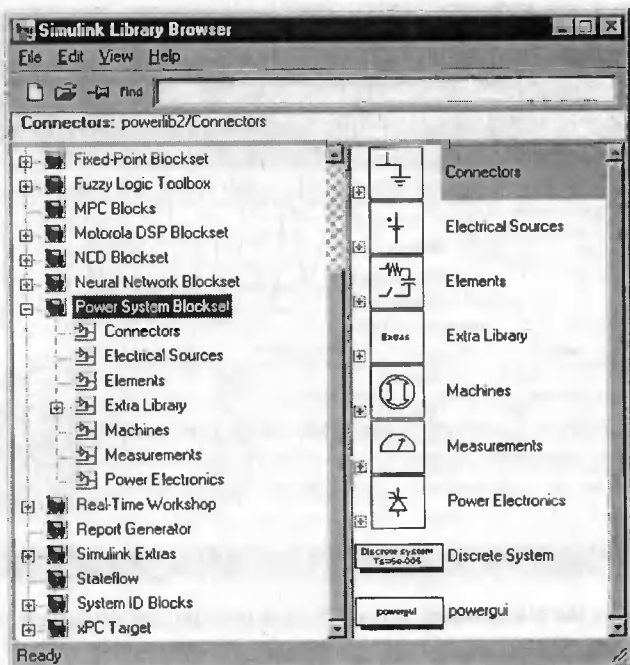 Simulink Library Browser
File Edit View Help
find
Connectors: powerlib2/Connectors
Fixed-Point Blockset
Fuzzy Logic Toolbox
MPC Blocks
Motorola DSP Blockset
NCD Blockset
Neural Network Blockset
Power System Blockset
Connectors
Electrical Sources
Elements
Extra Library
Machines
Measurements
Power Electronics
Real-Time Workshop
Report Generator
Simulink Extras
Stateflow
System ID Blocks
xPC Target
Connectors
Electrical Sources
Elements
Extras
Extra Library
Machines
Measurements
Power Electronics
Discrete system
Ts=5e-005
Discrete System
powergui
powergui
Ready